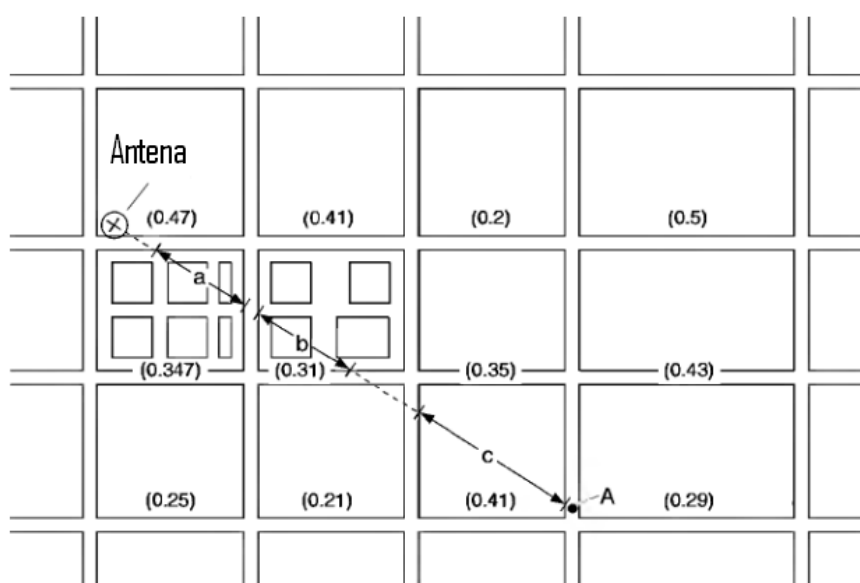 Antena
(0.47)
(0.41)
(0.2)
(0.5)
a
b
(0.347)
(0.31)
(0.35)
(0.43)
c
(0.25)
(0.21)
(0.41)
A
(0.29)